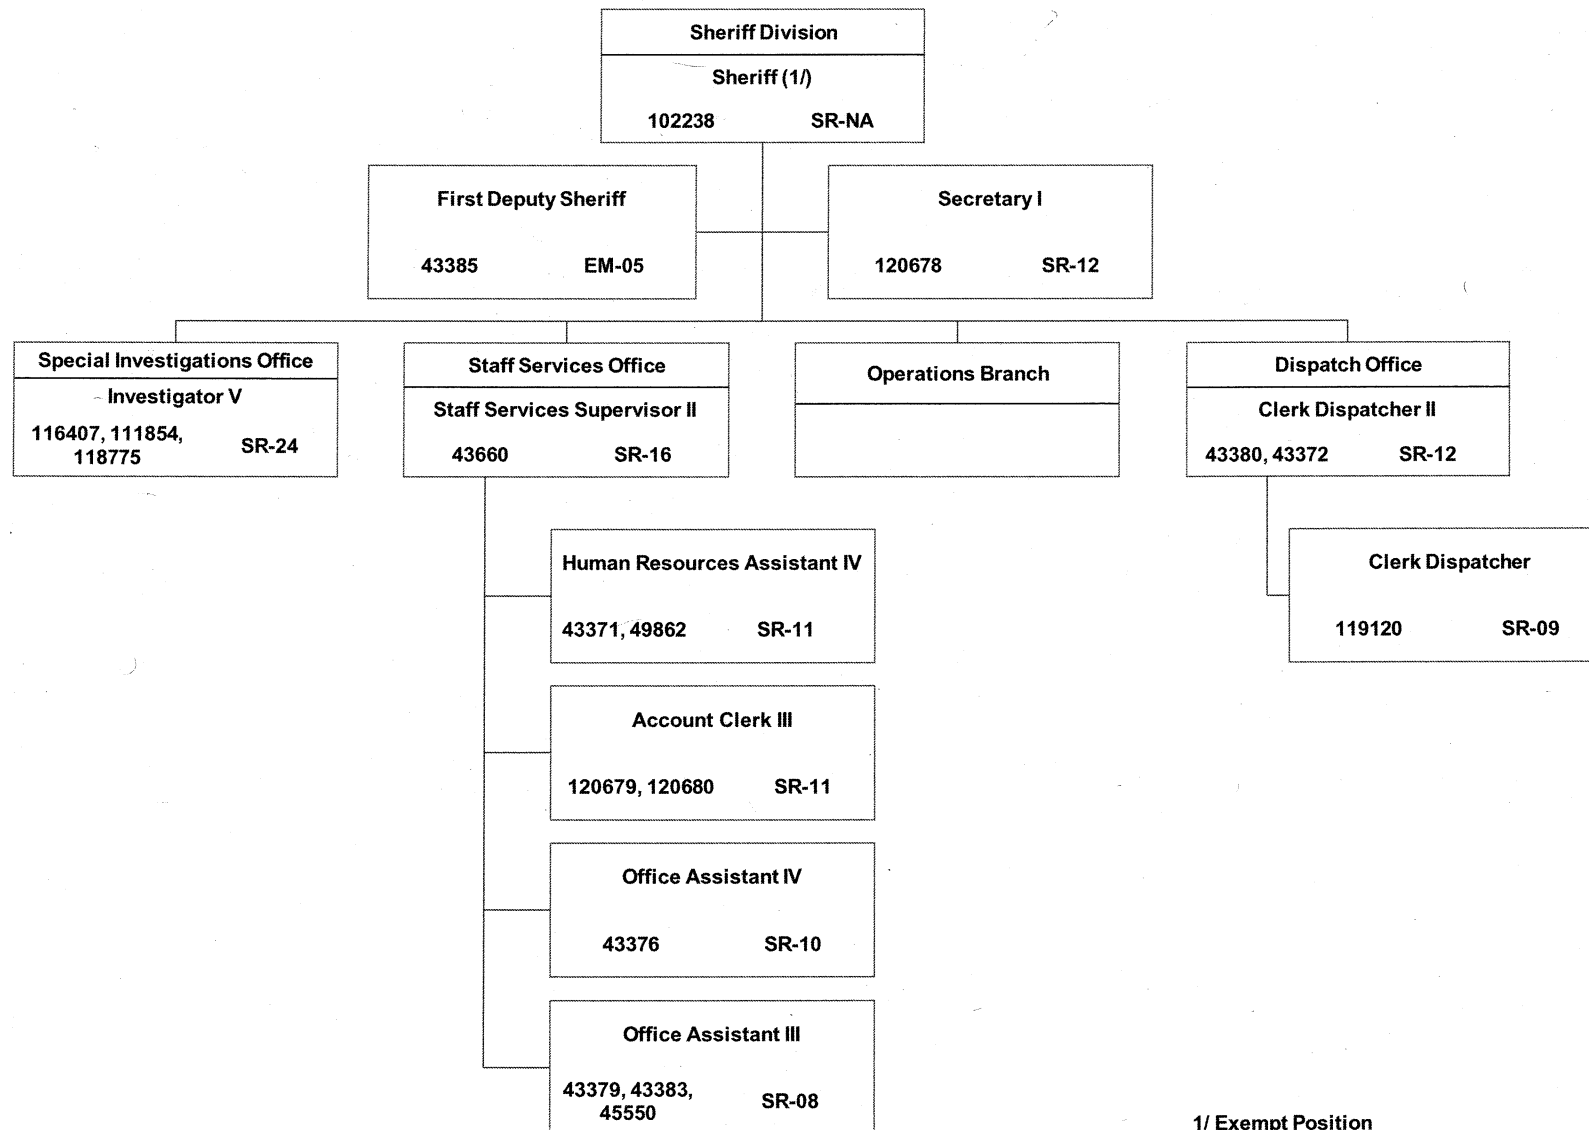 Sheriff Division
Sheriff (1/)
102238 SR-NA
First Deputy Sheriff
43385 EM-05
Secretary I
120678 SR-12
Special Investigations Office
Investigator V
116407, 111854,
118775
SR-24
Staff Services Office
Staff Services Supervisor II
43660 SR-16
Operations Branch
Dispatch Office
Clerk Dispatcher II
43380, 43372 SR-12
Human Resources Assistant IV
43371, 49862 SR-11
Account Clerk III
120679, 120680 SR-11
Office Assistant IV
43376 SR-10
Office Assistant III
43379, 43383,
45550
SR-08
Clerk Dispatcher
119120 SR-09
1/ Exempt Position